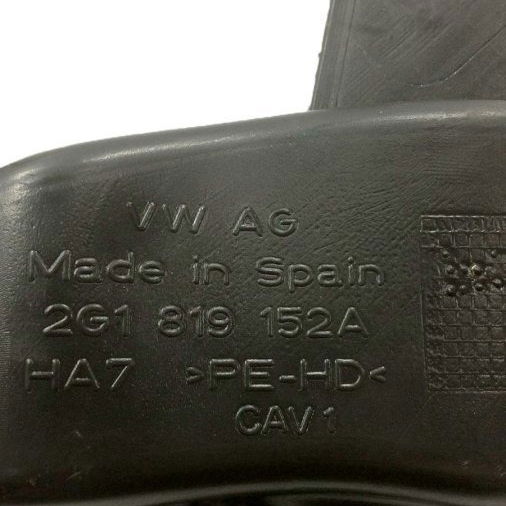 VW AG
Made in Spain
2G1 819 152A
HA7 >PE-HD<
CAV1